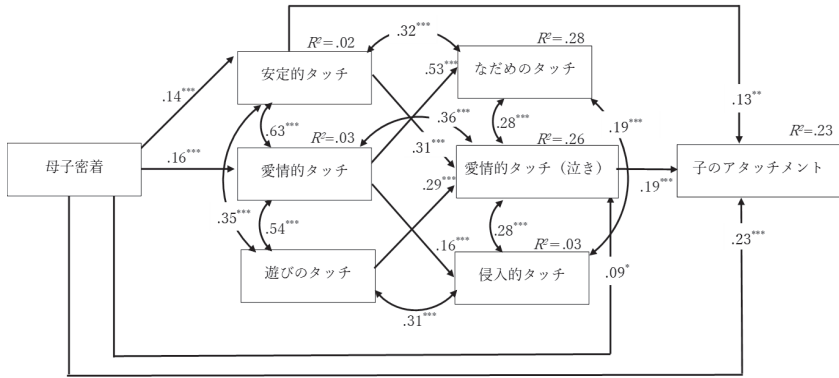 .32***
R²=.02
R²=.28
安定的タッチ
なだめのタッチ
.53***
.14***
.13**
.63***
.36***
.28***
.19***
R²=.03
R²=.26
R²=.23
.31***
母子密着
.16***
愛情的タッチ
愛情的タッチ（泣き）
子のアタッチメント
.29***
.19***
.35***
.54***
.28***
.23***
.16***
R²=.03
遊びのタッチ
侵入的タッチ
.09*
.31***